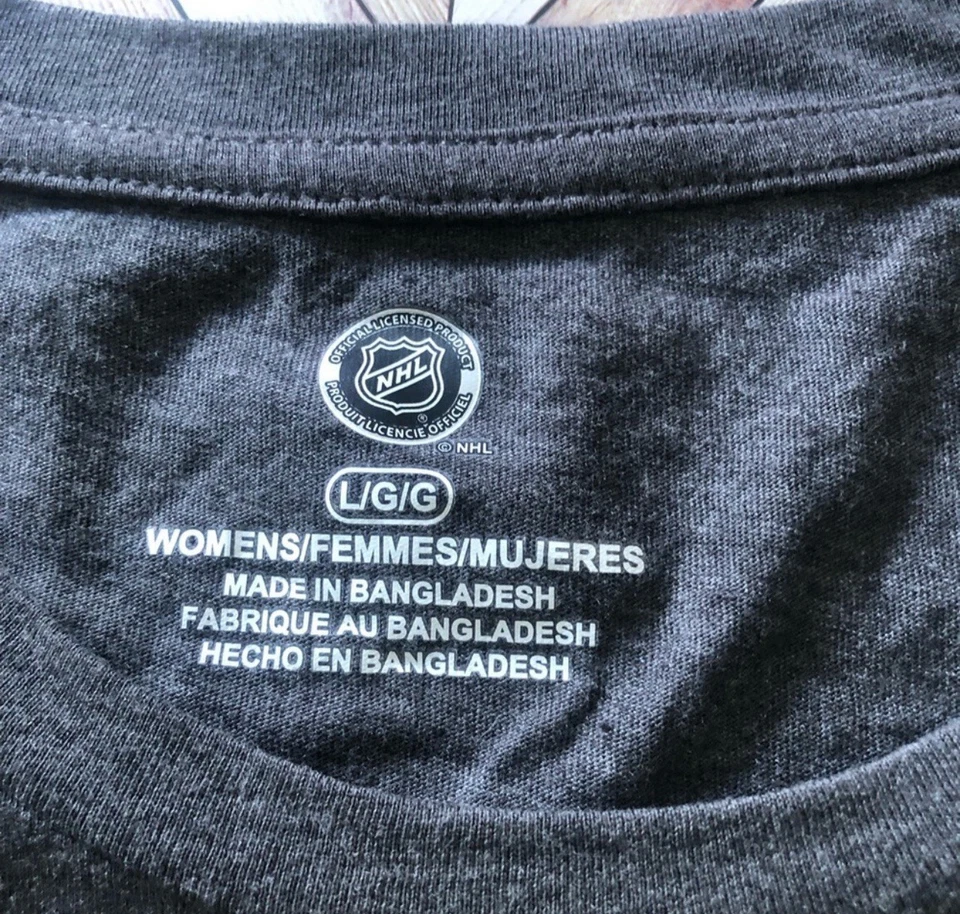 OFFICIAL LICENSED PRODUCT
NHL
®
PRODUIT LICENCIE OFFICIEL
© NHL
L/G/G
WOMENS/FEMMES/MUJERES
MADE IN BANGLADESH
FABRIQUE AU BANGLADESH
HECHO EN BANGLADESH